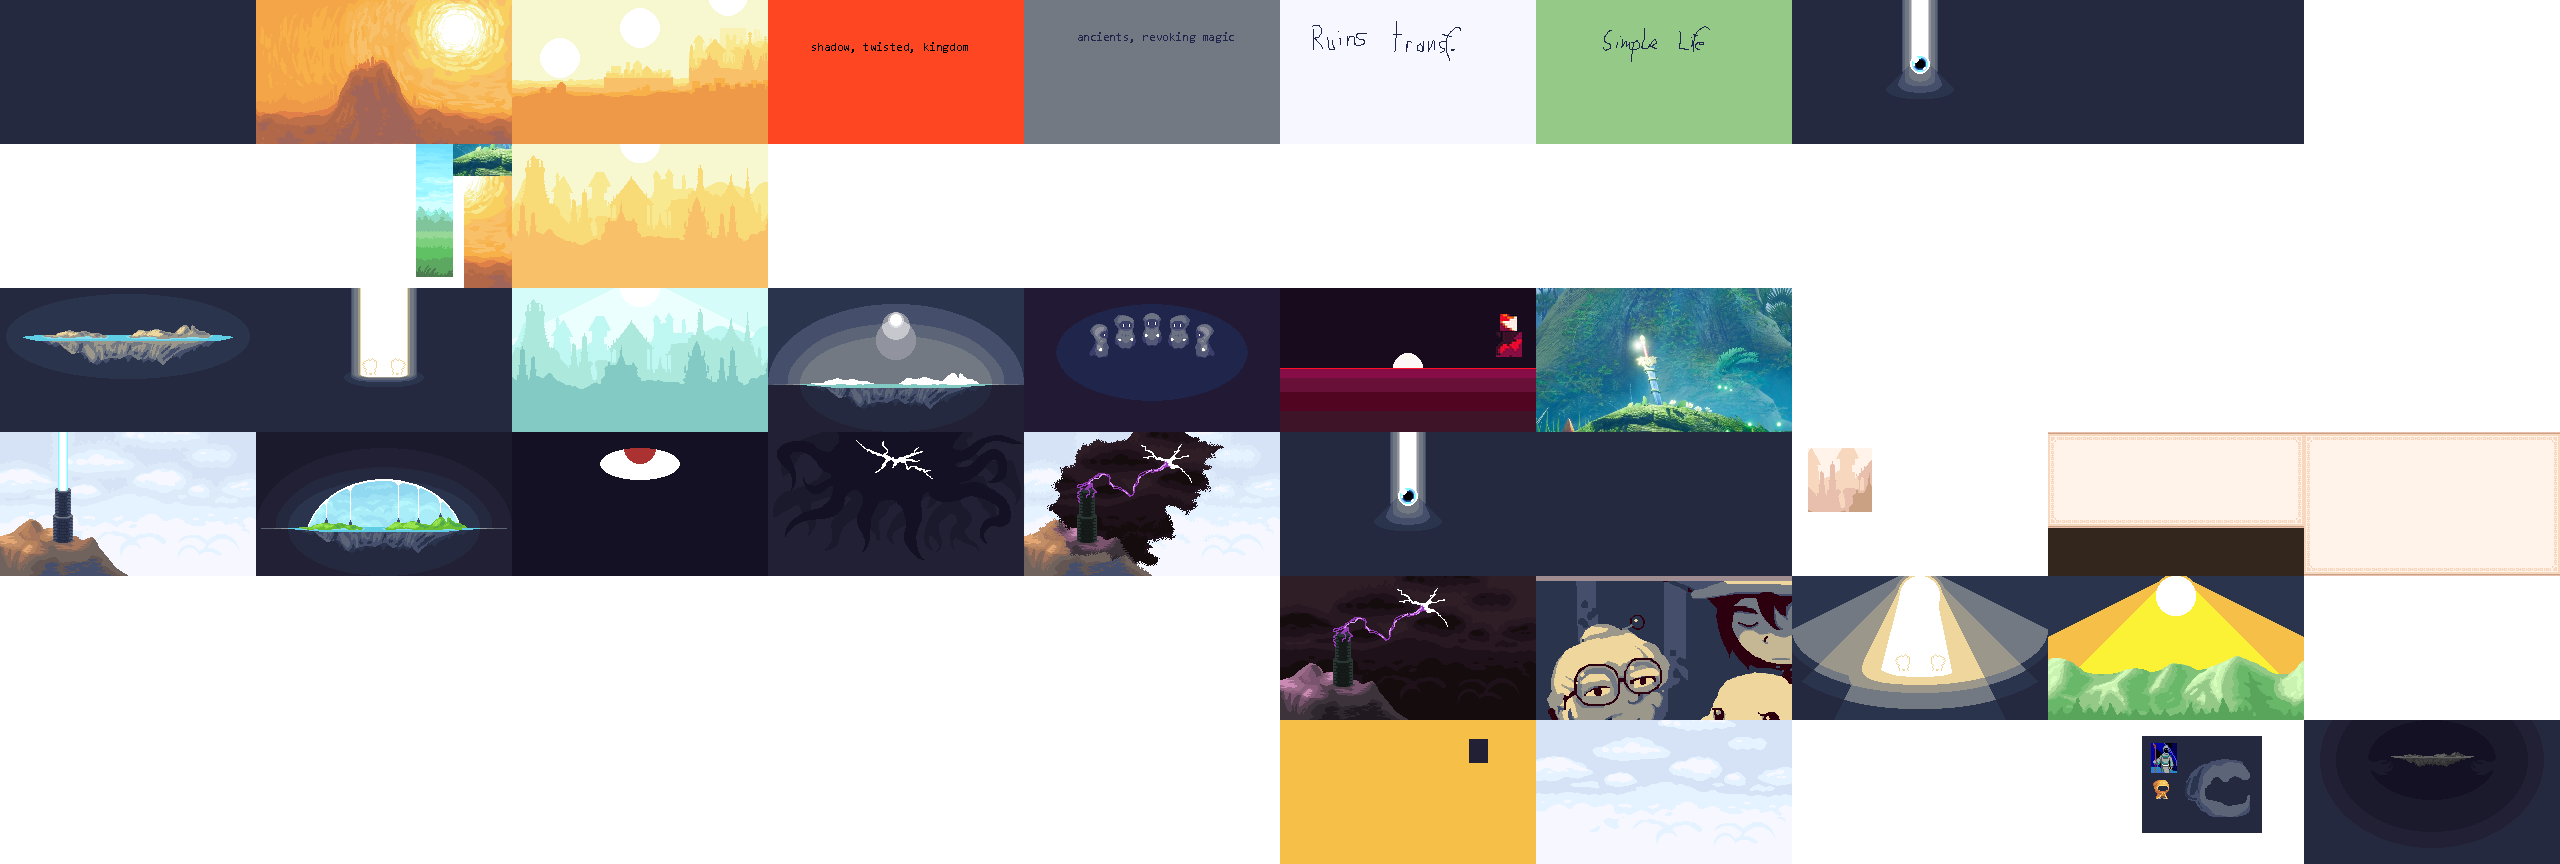 shadow, twisted, kingdom
ancients, revoking magic
Ruins transf.
Simple Life